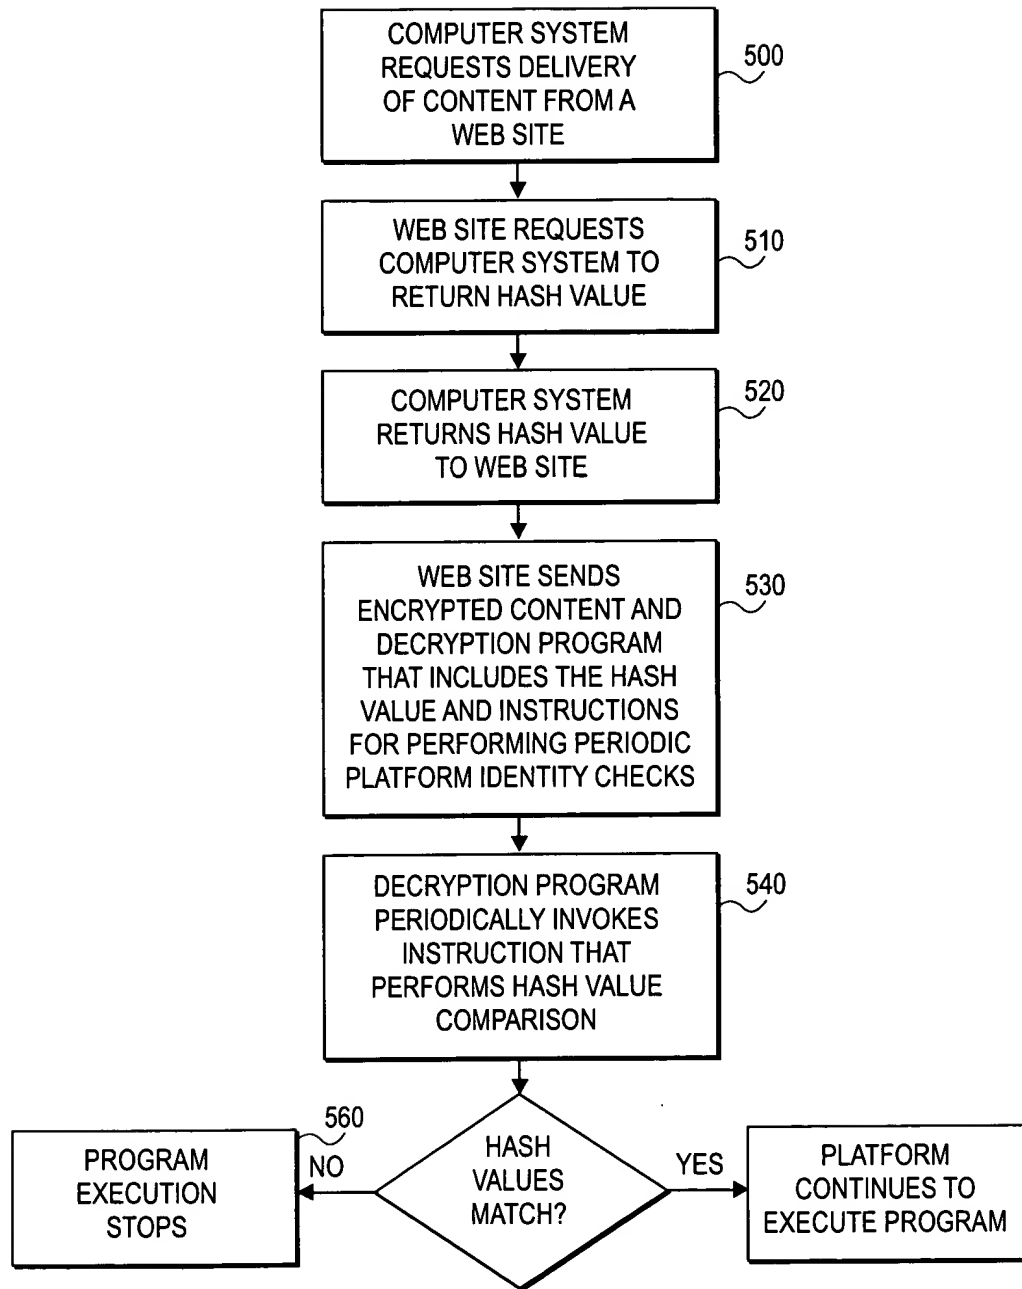 COMPUTER SYSTEM
REQUESTS DELIVERY
OF CONTENT FROM A
WEB SITE
500
WEB SITE REQUESTS
COMPUTER SYSTEM TO
RETURN HASH VALUE
510
COMPUTER SYSTEM
RETURNS HASH VALUE
TO WEB SITE
520
WEB SITE SENDS
ENCRYPTED CONTENT AND
DECRYPTION PROGRAM
THAT INCLUDES THE HASH
VALUE AND INSTRUCTIONS
FOR PERFORMING PERIODIC
PLATFORM IDENTITY CHECKS
530
DECRYPTION PROGRAM
PERIODICALLY INVOKES
INSTRUCTION THAT
PERFORMS HASH VALUE
COMPARISON
540
HASH
VALUES
MATCH?
NO
YES
560
PROGRAM
EXECUTION
STOPS
PLATFORM
CONTINUES TO
EXECUTE PROGRAM